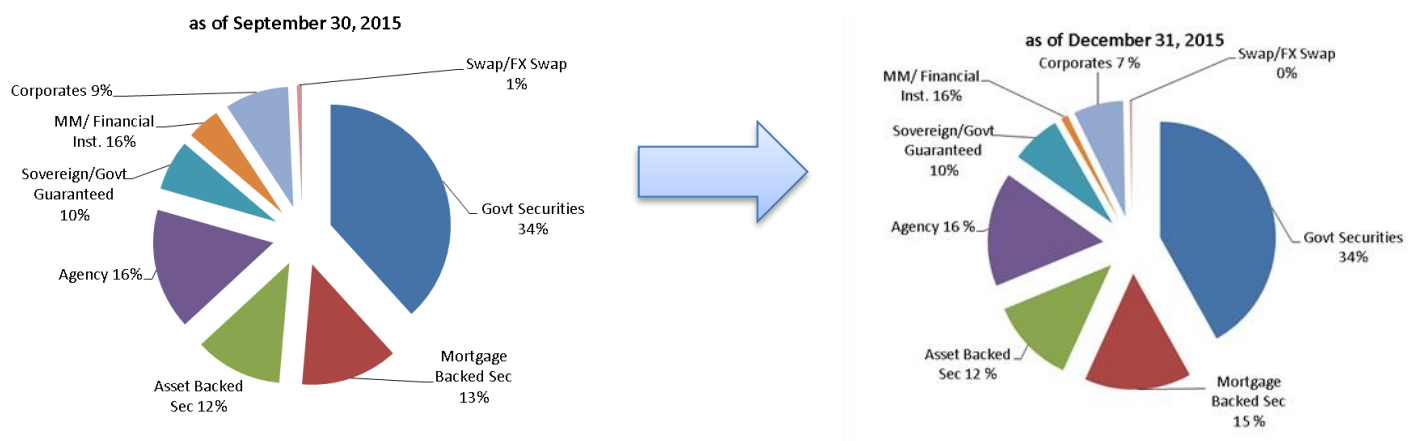 as of September 30, 2015
Swap/FX Swap
1%
Corporates 9%
MM/ Financial
Inst. 16%
Sovereign/Govt
Guaranteed
10%
Govt Securities
34%
Agency 16%
Mortgage
Backed Sec
13%
Asset Backed
Sec 12%
as of December 31, 2015
Swap/FX Swap
0%
Corporates 7 %
MM/ Financial
Inst. 16%
Sovereign/Govt
Guaranteed
10%
Agency 16 %
Govt Securities
34%
Asset Backed
Sec 12 %
Mortgage
Backed Sec
15 %